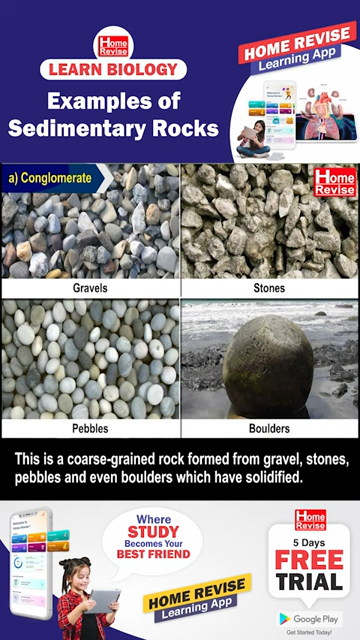 Home
Revise
LEARN BIOLOGY
HOME REVISE
Learning App
Examples of
Sedimentary Rocks
a) Conglomerate
Home
Revise
Gravels
Stones
Pebbles
Boulders
This is a coarse-grained rock formed from gravel, stones,
pebbles and even boulders which have solidified.
Where
STUDY
Becomes Your
BEST FRIEND
HOME REVISE
Learning App
Home
Revise
5 Days
FREE
TRIAL
Google Play
Get Started Today!